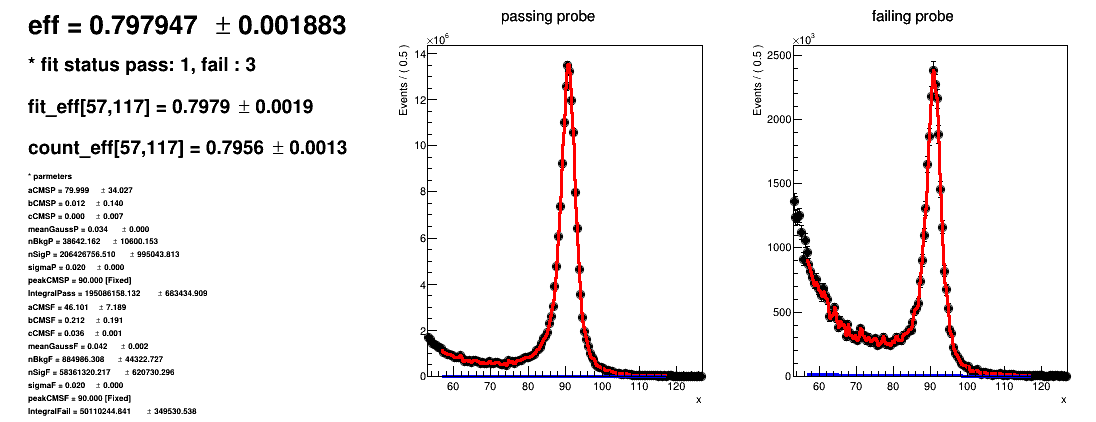 eff = 0.797947 ± 0.001883
* fit status pass: 1, fail : 3
fit_eff[57,117] = 0.7979 ± 0.0019
count_eff[57,117] = 0.7956 ± 0.0013
* parmeters
aCMSP = 79.999 ± 34.027
bCMSP = 0.012 ± 0.140
cCMSP = 0.000 ± 0.007
meanGaussP = 0.034 ± 0.000
nBkgP = 38642.162 ± 10600.153
nSigP = 206426756.510 ± 995043.813
sigmaP = 0.020 ± 0.000
peakCMSP = 90.000 [Fixed]
IntegralPass = 195086158.132 ± 683434.909
aCMSF = 46.101 ± 7.189
bCMSF = 0.212 ± 0.191
cCMSF = 0.036 ± 0.001
meanGaussF = 0.042 ± 0.002
nBkgF = 884986.308 ± 44322.727
nSigF = 58361320.217 ± 620730.296
sigmaF = 0.020 ± 0.000
peakCMSF = 90.000 [Fixed]
IntegralFail = 50110244.841 ± 349530.538
passing probe
×10⁶
Events / ( 0.5 )
14
12
10
8
6
4
2
0
60 70 80 90 100 110 120
x
failing probe
×10³
Events / ( 0.5 )
2500
2000
1500
1000
500
0
60 70 80 90 100 110 120
x